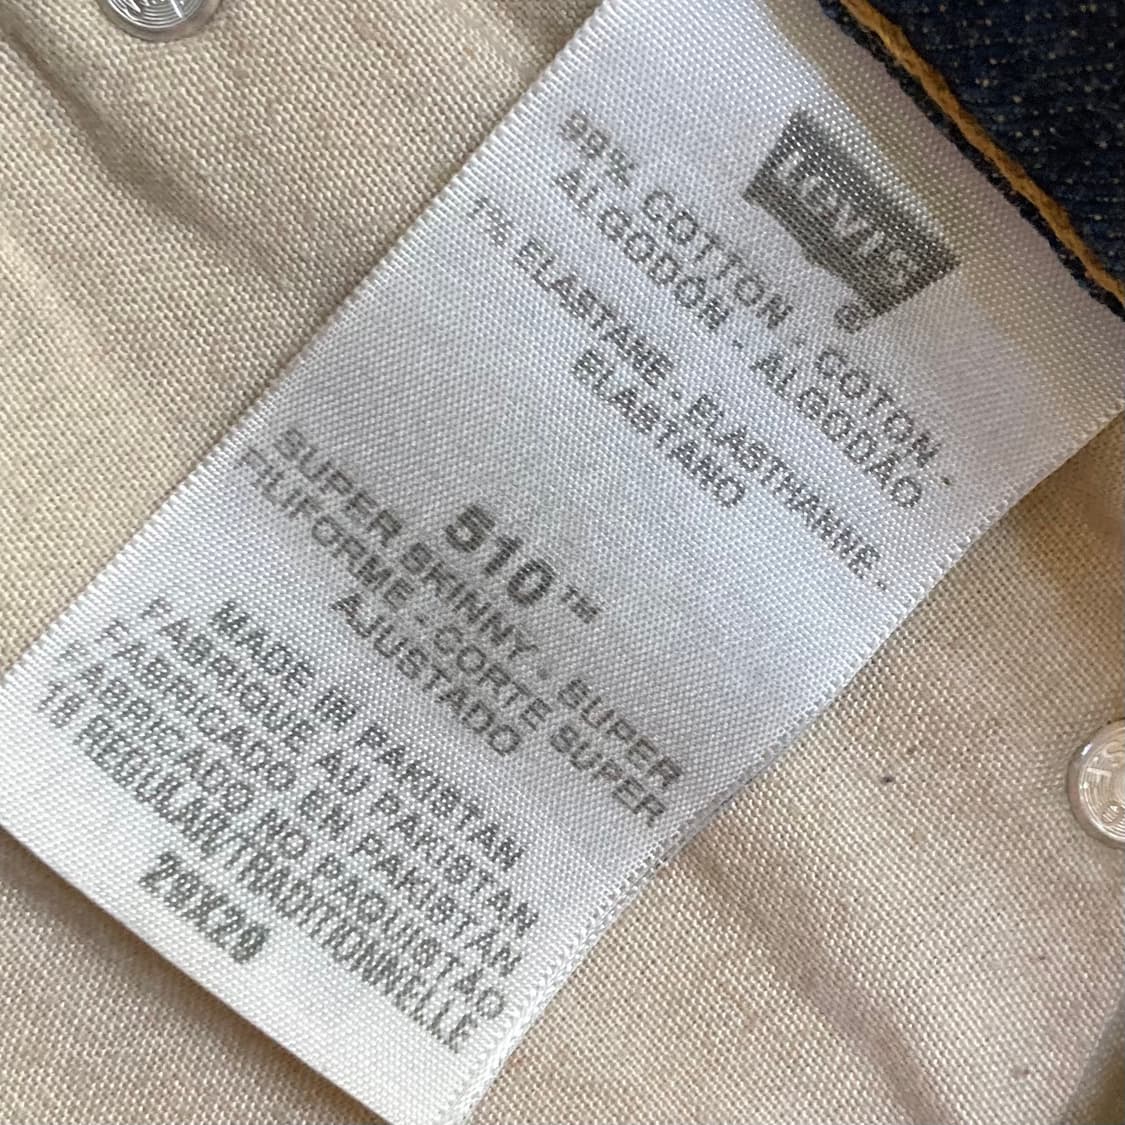 Levi's ®
99% COTTON - COTON -
ALGODÓN - ALGODÃO
1% ELASTANE - ELASTHANNE -
ELASTANO
510™
SUPER SKINNY - SUPER
FILIFORME - CORTE SUPER
AJUSTADO
MADE IN PAKISTAN
FABRIQUÉ AU PAKISTAN
FABRICADO EN PAKISTÁN
FABRICADO NO PAQUISTÃO
18 REGULAR/TRADITIONNELLE
29X29